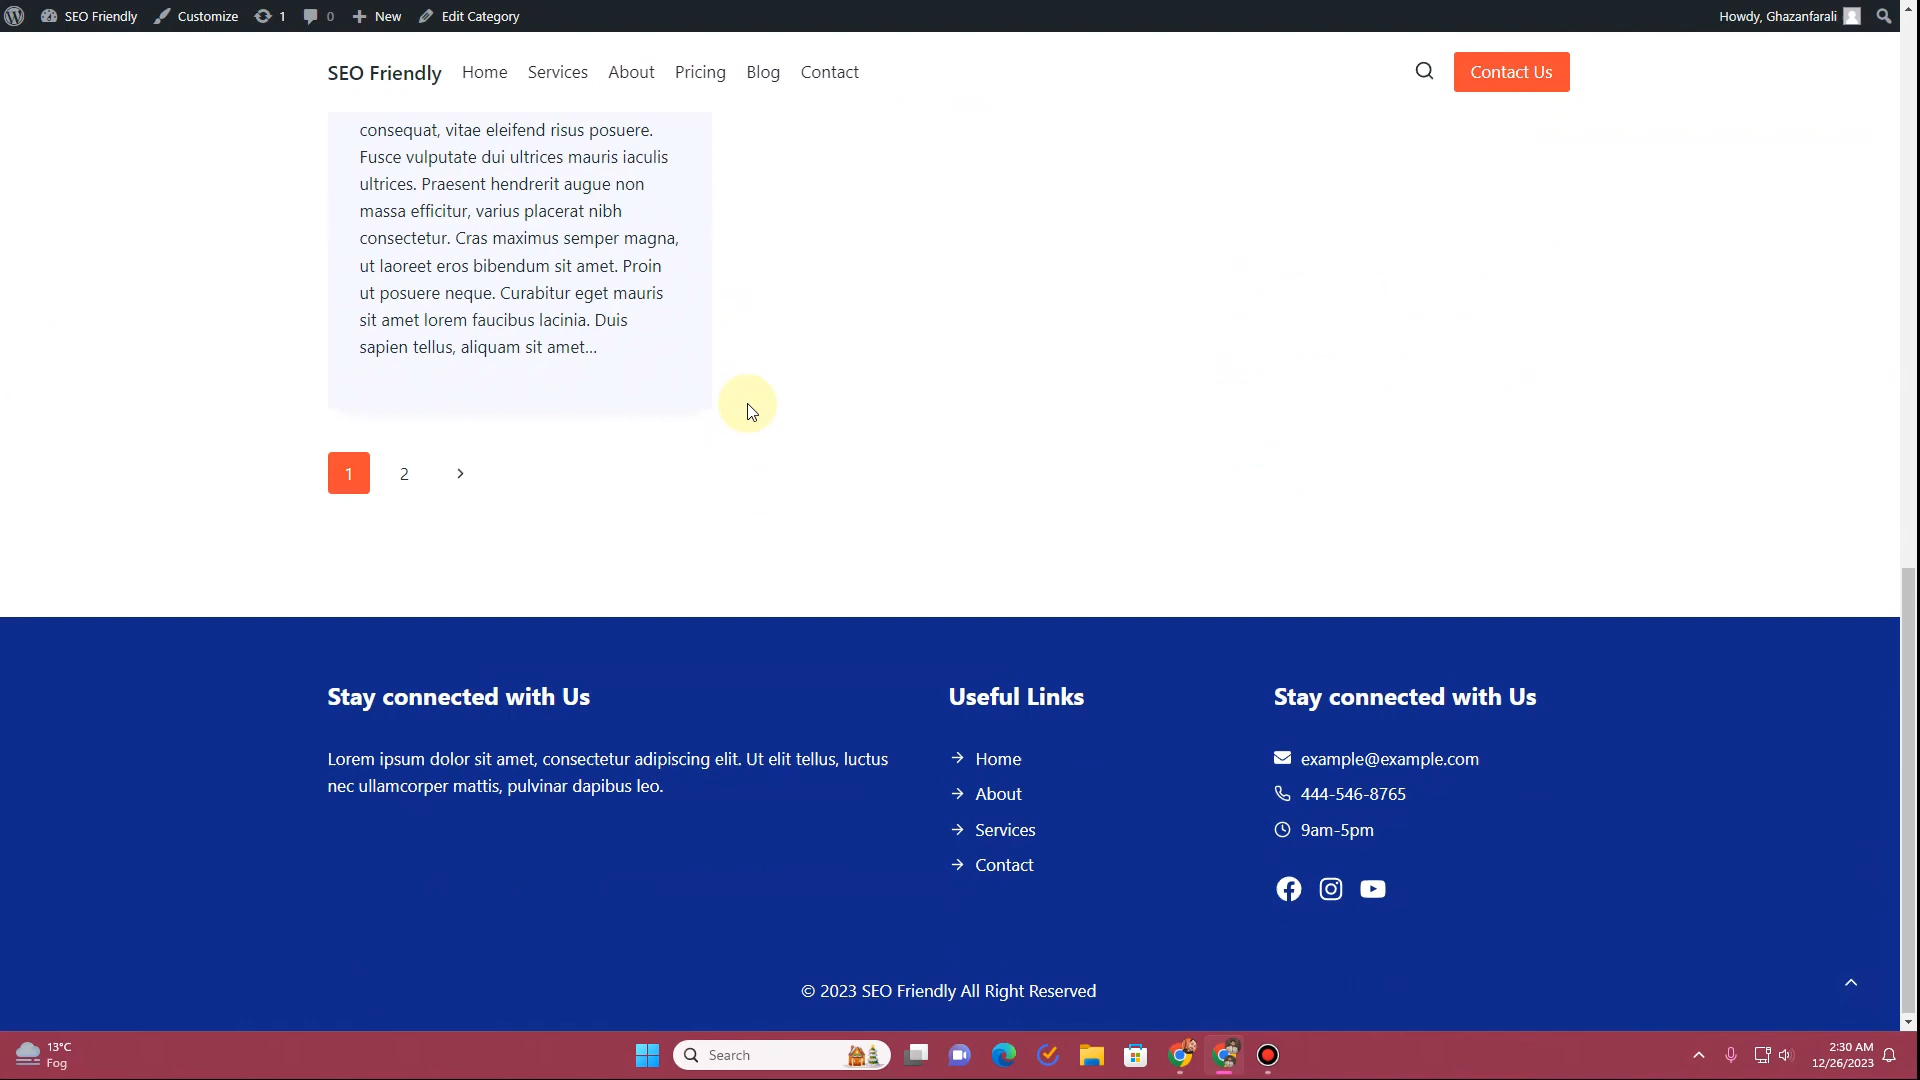 SEO Friendly Customize 1 0 New Edit Category Howdy, Ghazanfarali
SEO Friendly Home Services About Pricing Blog Contact Contact Us
consequat, vitae eleifend risus posuere.
Fusce vulputate dui ultrices mauris iaculis
ultrices. Praesent hendrerit augue non
massa efficitur, varius placerat nibh
consectetur. Cras maximus semper magna,
ut laoreet eros bibendum sit amet. Proin
ut posuere neque. Curabitur eget mauris
sit amet lorem faucibus lacinia. Duis
sapien tellus, aliquam sit amet...
1 2
Stay connected with Us
Lorem ipsum dolor sit amet, consectetur adipiscing elit. Ut elit tellus, luctus
nec ullamcorper mattis, pulvinar dapibus leo.
Useful Links
Home
About
Services
Contact
Stay connected with Us
example@example.com
444-546-8765
9am-5pm
© 2023 SEO Friendly All Right Reserved
13°C
Fog
Search
2:30 AM
12/26/2023